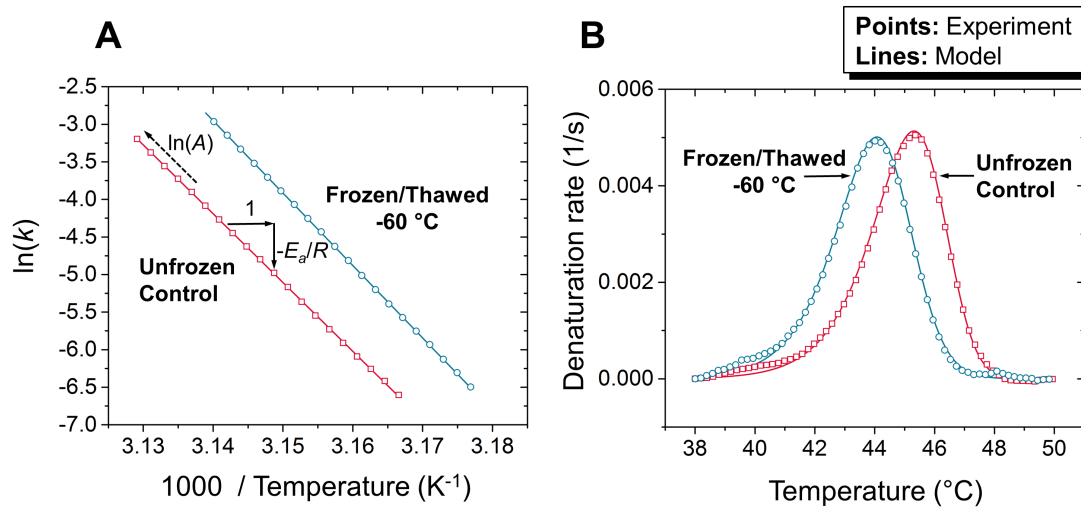 A
B
Points: Experiment
Lines: Model
-2.5
-3.0
-3.5
-4.0
-4.5
-5.0
-5.5
-6.0
-6.5
-7.0
ln(k)
ln(A)
1
-Ea/R
Frozen/Thawed
-60 °C
Unfrozen
Control
3.13 3.14 3.15 3.16 3.17 3.18
1000 / Temperature (K-1)
0.006
0.004
0.002
0.000
Denaturation rate (1/s)
Frozen/Thawed
-60 °C
Unfrozen
Control
38 40 42 44 46 48 50
Temperature (°C)